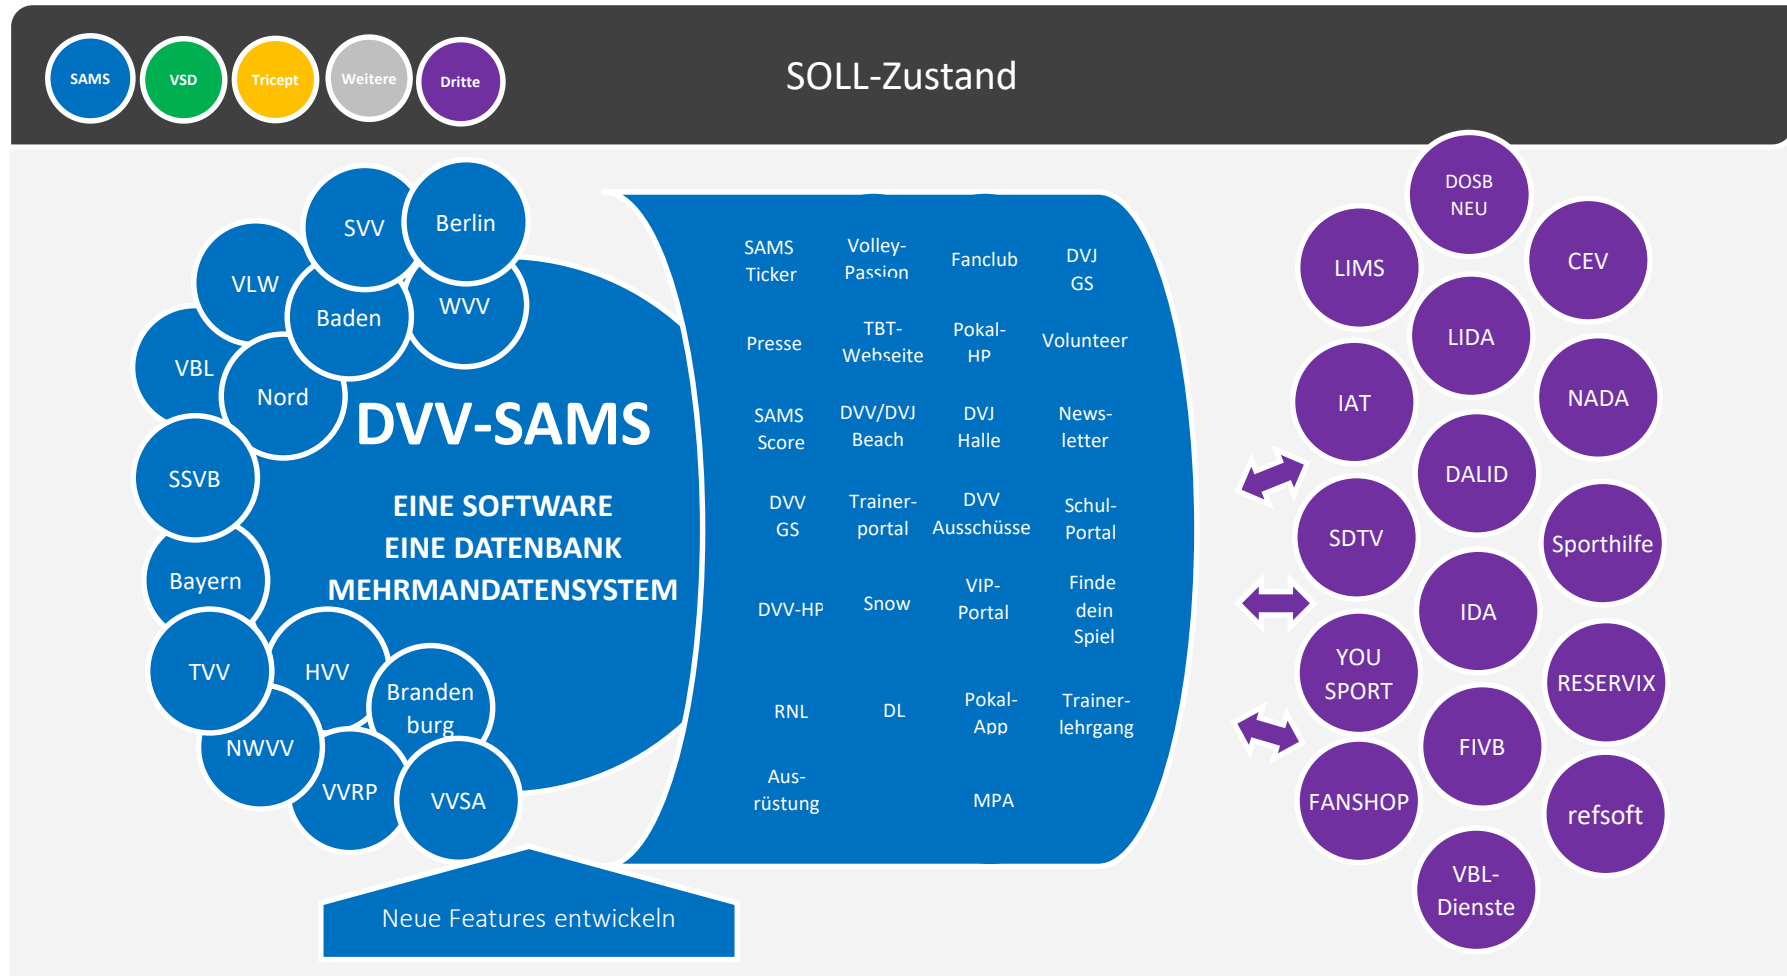 SAMS
VSD
Tricept
Weitere
Dritte
SOLL-Zustand
SVV
Berlin
VLW
Baden
WVV
VBL
Nord
SSVB
Bayern
TVV
HVV
Branden
burg
NWVV
VVRP
VVSA
DVV-SAMS
EINE SOFTWARE
EINE DATENBANK
MEHRMANDATENSYSTEM
Neue Features entwickeln
SAMS
Ticker
Volley-
Passion
Fanclub
DVJ
GS
Presse
TBT-
Webseite
Pokal-
HP
Volunteer
SAMS
Score
DVV/DVJ
Beach
DVJ
Halle
News-
letter
DVV
GS
Trainer-
portal
DVV
Ausschüsse
Schul-
Portal
DVV-HP
Snow
VIP-
Portal
Finde
dein
Spiel
RNL
DL
Pokal-
App
Trainer-
lehrgang
Aus-
rüstung
MPA
DOSB
NEU
LIMS
CEV
LIDA
IAT
NADA
DALID
SDTV
Sporthilfe
IDA
YOU
SPORT
RESERVIX
FIVB
FANSHOP
refsoft
VBL-
Dienste